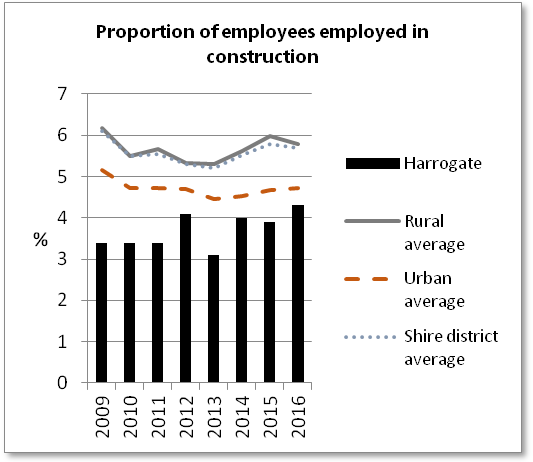 Proportion of employees employed in
construction
7
6
5
4
3
2
1
0
%
2009
2010
2011
2012
2013
2014
2015
2016
Harrogate
Rural
average
Urban
average
Shire district
average